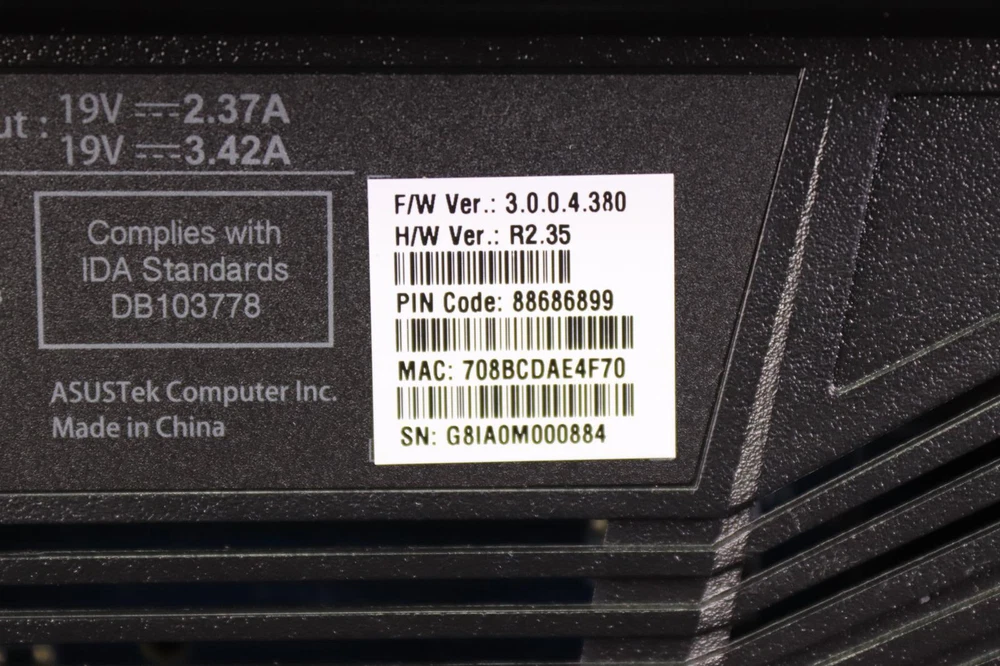 ut : 19V ⎓ 2.37A
19V ⎓ 3.42A
Complies with
IDA Standards
DB103778
ASUSTek Computer Inc.
Made in China
F/W Ver.: 3.0.0.4.380
H/W Ver.: R2.35
PIN Code: 88686899
MAC: 708BCDAE4F70
SN: G8IA0M000884